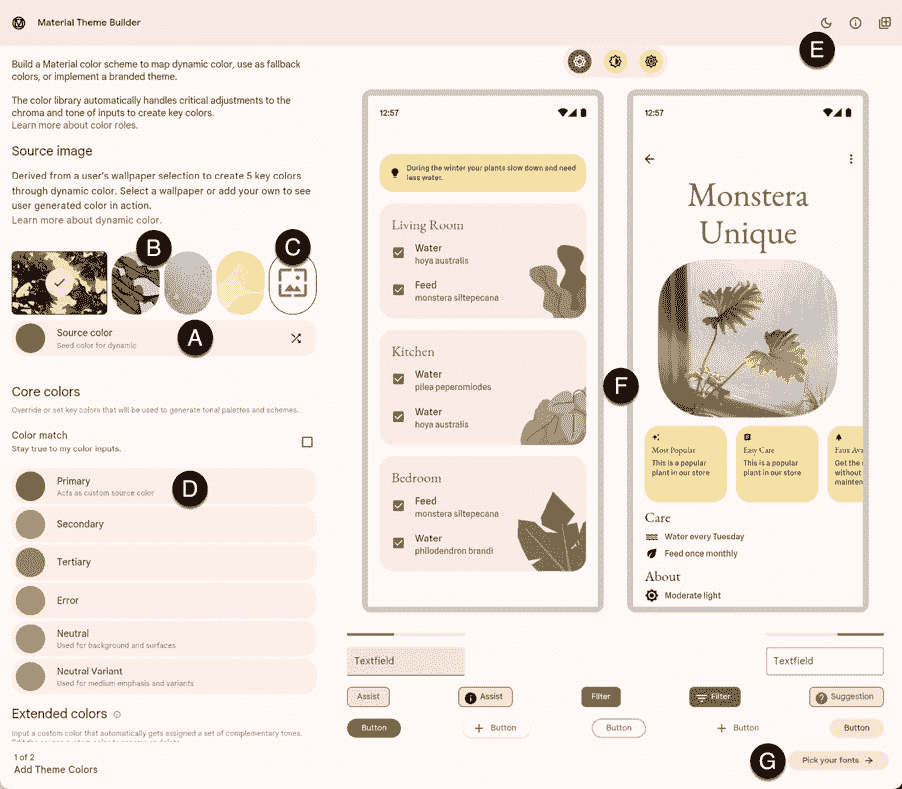 Material Theme Builder
E
Build a Material color scheme to map dynamic color, use as fallback
colors, or implement a branded theme.
The color library automatically handles critical adjustments to the
chroma and tone of inputs to create key colors.
Learn more about color roles.
Source image
Derived from a user's wallpaper selection to create 5 key colors
through dynamic color. Select a wallpaper or add your own to see
user generated color in action.
Learn more about dynamic color.
B
C
Source color
Seed color for dynamic
A
Core colors
Override or set key colors that will be used to generate tonal palettes and schemes.
Color match
Stay true to my color inputs.
Primary
Acts as custom source color
D
Secondary
Tertiary
Error
Neutral
Used for background and surfaces
Neutral Variant
Used for medium emphasis and variants
Extended colors
Input a custom color that automatically gets assigned a set of complementary tones.
1 of 2
Add Theme Colors
12:57
During the winter your plants slow down and need
less water.
Living Room
Water
hoya australis
Feed
monstera siltepecana
Kitchen
Water
pilea peperomiodes
Water
hoya australis
Bedroom
Feed
monstera siltepecana
Water
philodendron brandi
F
12:57
Monstera
Unique
Most Popular
This is a popular
plant in our store
Easy Care
This is a popular
plant in our store
Faux Ava
Get the
without
mainten
Care
Water every Tuesday
Feed once monthly
About
Moderate light
Textfield
Textfield
Assist
Assist
Filter
Filter
Suggestion
Button
Button
Button
Button
Button
G
Pick your fonts